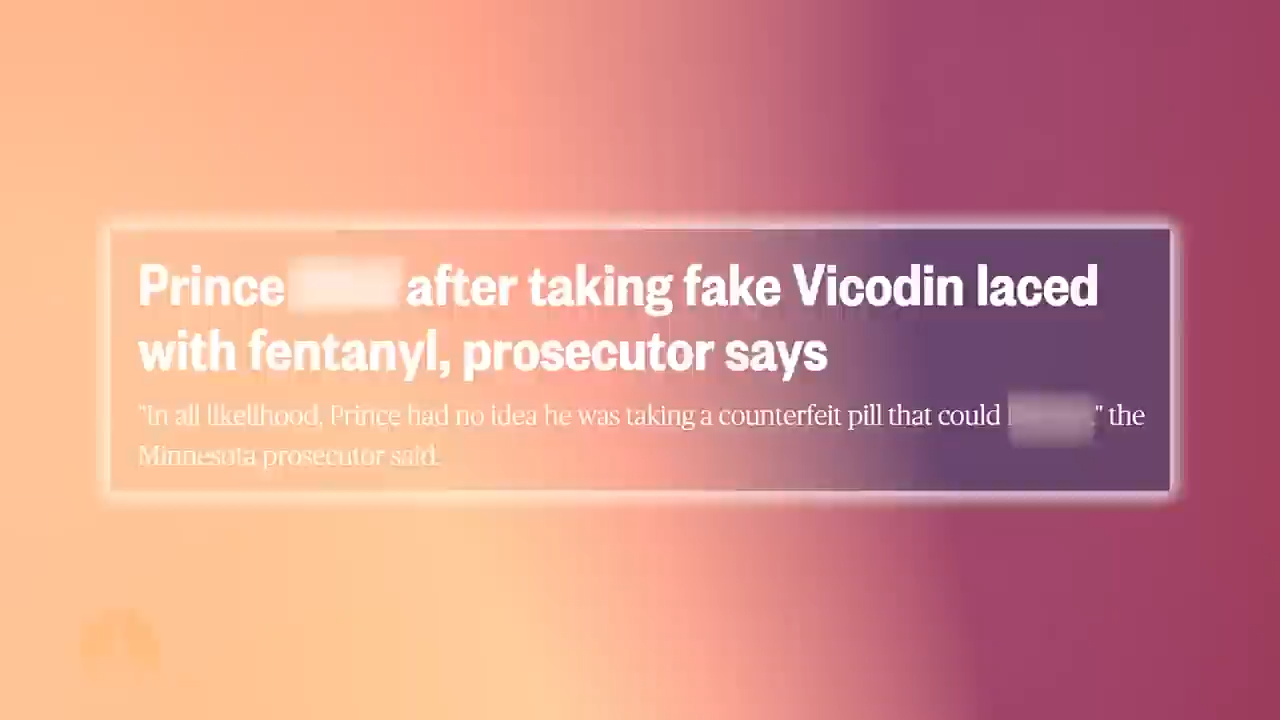 Prince after taking fake Vicodin laced
with fentanyl, prosecutor says
"In all likelihood, Prince had no idea he was taking a counterfeit pill that could " the
Minnesota prosecutor said.